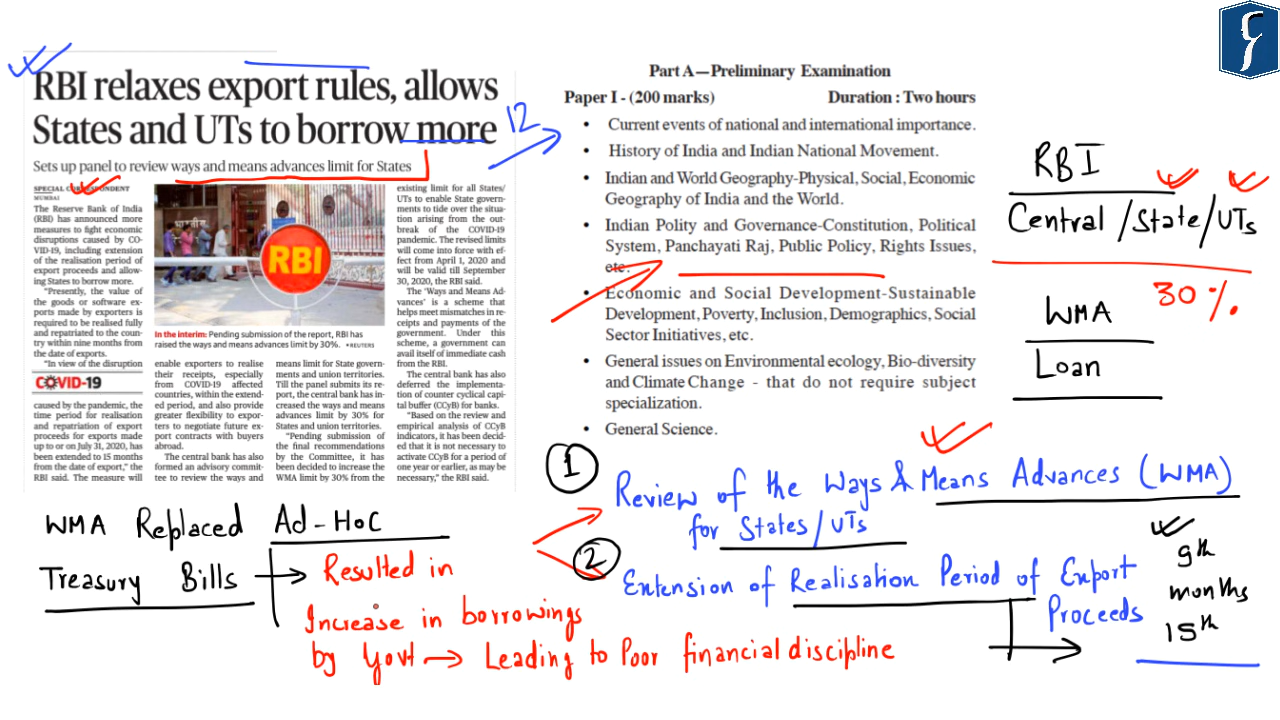 RBI relaxes export rules, allows
States and UTs to borrow more
Sets up panel to review ways and means advances limit for States
SPECIAL CORRESPONDENT
MUMBAI
The Reserve Bank of India
(RBI) has announced more
measures to fight economic
disruptions caused by CO-
VID-19, including extension
of the realisation period of
export proceeds and allow-
ing States to borrow more.
"Presently, the value of
the goods or software ex-
ports made by exporters is
required to be realised fully
and repatriated to the coun-
try within nine months from
the date of exports.
"In view of the disruption
COVID-19
caused by the pandemic, the
time period for realisation
and repatriation of export
proceeds for exports made
up to or on July 31, 2020, has
been extended to 15 months
from the date of export," the
RBI said. The measure will
RBI
In the interim: Pending submission of the report, RBI has
raised the ways and means advances limit by 30%. • REUTERS
enable exporters to realise
their receipts, especially
from COVID-19 affected
countries, within the extend-
ed period, and also provide
greater flexibility to expor-
ters to negotiate future ex-
port contracts with buyers
abroad.
The central bank has also
formed an advisory commit-
tee to review the ways and
means limit for State govern-
ments and union territories.
Till the panel submits its re-
port, the central bank has in-
creased the ways and means
advances limit by 30% for
States and union territories.
"Pending submission of
the final recommendations
by the Committee, it has
been decided to increase the
WMA limit by 30% from the
existing limit for all States/
UTs to enable State govern-
ments to tide over the situa-
tion arising from the out-
break of the COVID-19
pandemic. The revised limits
will come into force with ef-
fect from April 1, 2020 and
will be valid till September
30, 2020, the RBI said.
The 'Ways and Means Ad-
vances' is a scheme that
helps meet mismatches in re-
ceipts and payments of the
government. Under this
scheme, a government can
avail itself of immediate cash
from the RBI.
The central bank has also
deferred the implementa-
tion of counter cyclical capi-
tal buffer (CCyB) for banks.
"Based on the review and
empirical analysis of CCyB
indicators, it has been decid-
ed that it is not necessary to
activate CCyB for a period of
one year or earlier, as may be
necessary," the RBI said.
12
Part A—Preliminary Examination
Paper I - (200 marks) Duration : Two hours
• Current events of national and international importance.
• History of India and Indian National Movement.
• Indian and World Geography-Physical, Social, Economic
Geography of India and the World.
• Indian Polity and Governance-Constitution, Political
System, Panchayati Raj, Public Policy, Rights Issues,
etc.
• Economic and Social Development-Sustainable
Development, Poverty, Inclusion, Demographics, Social
Sector Initiatives, etc.
• General issues on Environmental ecology, Bio-diversity
and Climate Change - that do not require subject
specialization.
• General Science.
RBI
Central/State/UTs
WMA 30%
Loan
1 Review of the Ways & Means Advances (WMA)
for States/UTs
2 Extension of Realisation Period of Export
Proceeds
9th
months
15th
WMA Replaced Ad-Hoc
Treasury Bills → Resulted in
Increase in borrowings
by Govt → Leading to Poor financial discipline